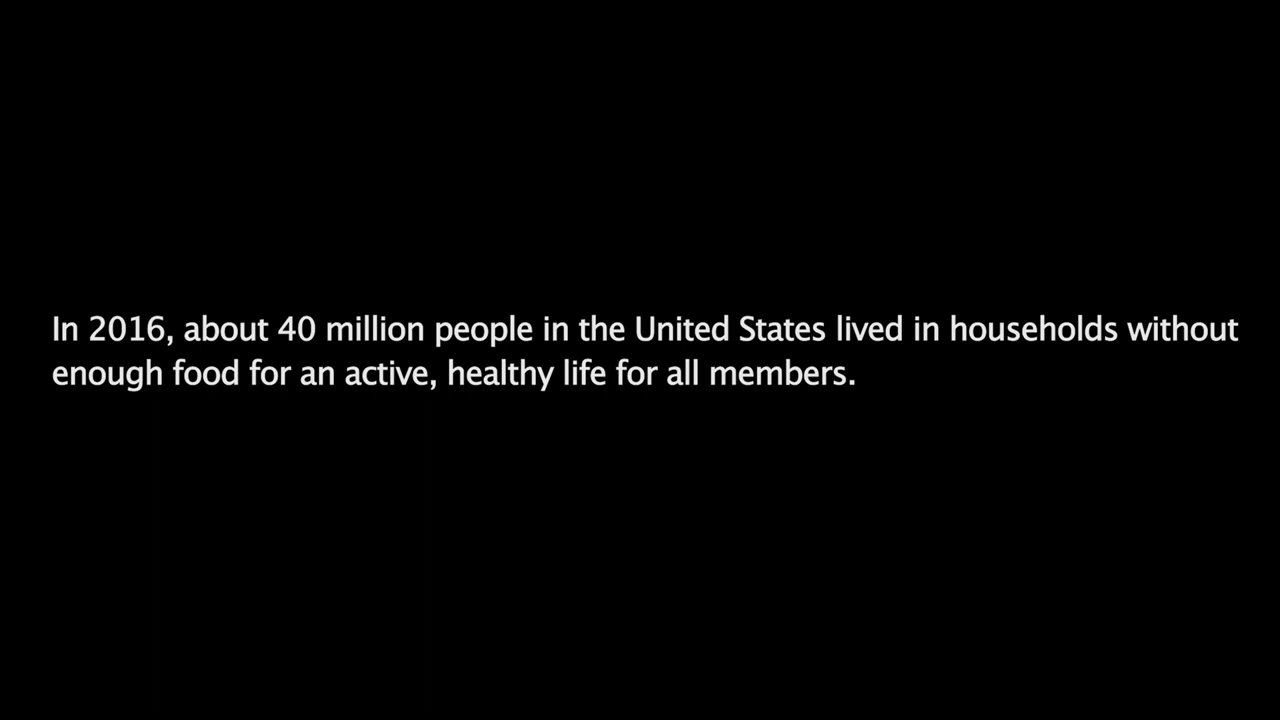 In 2016, about 40 million people in the United States lived in households without
enough food for an active, healthy life for all members.